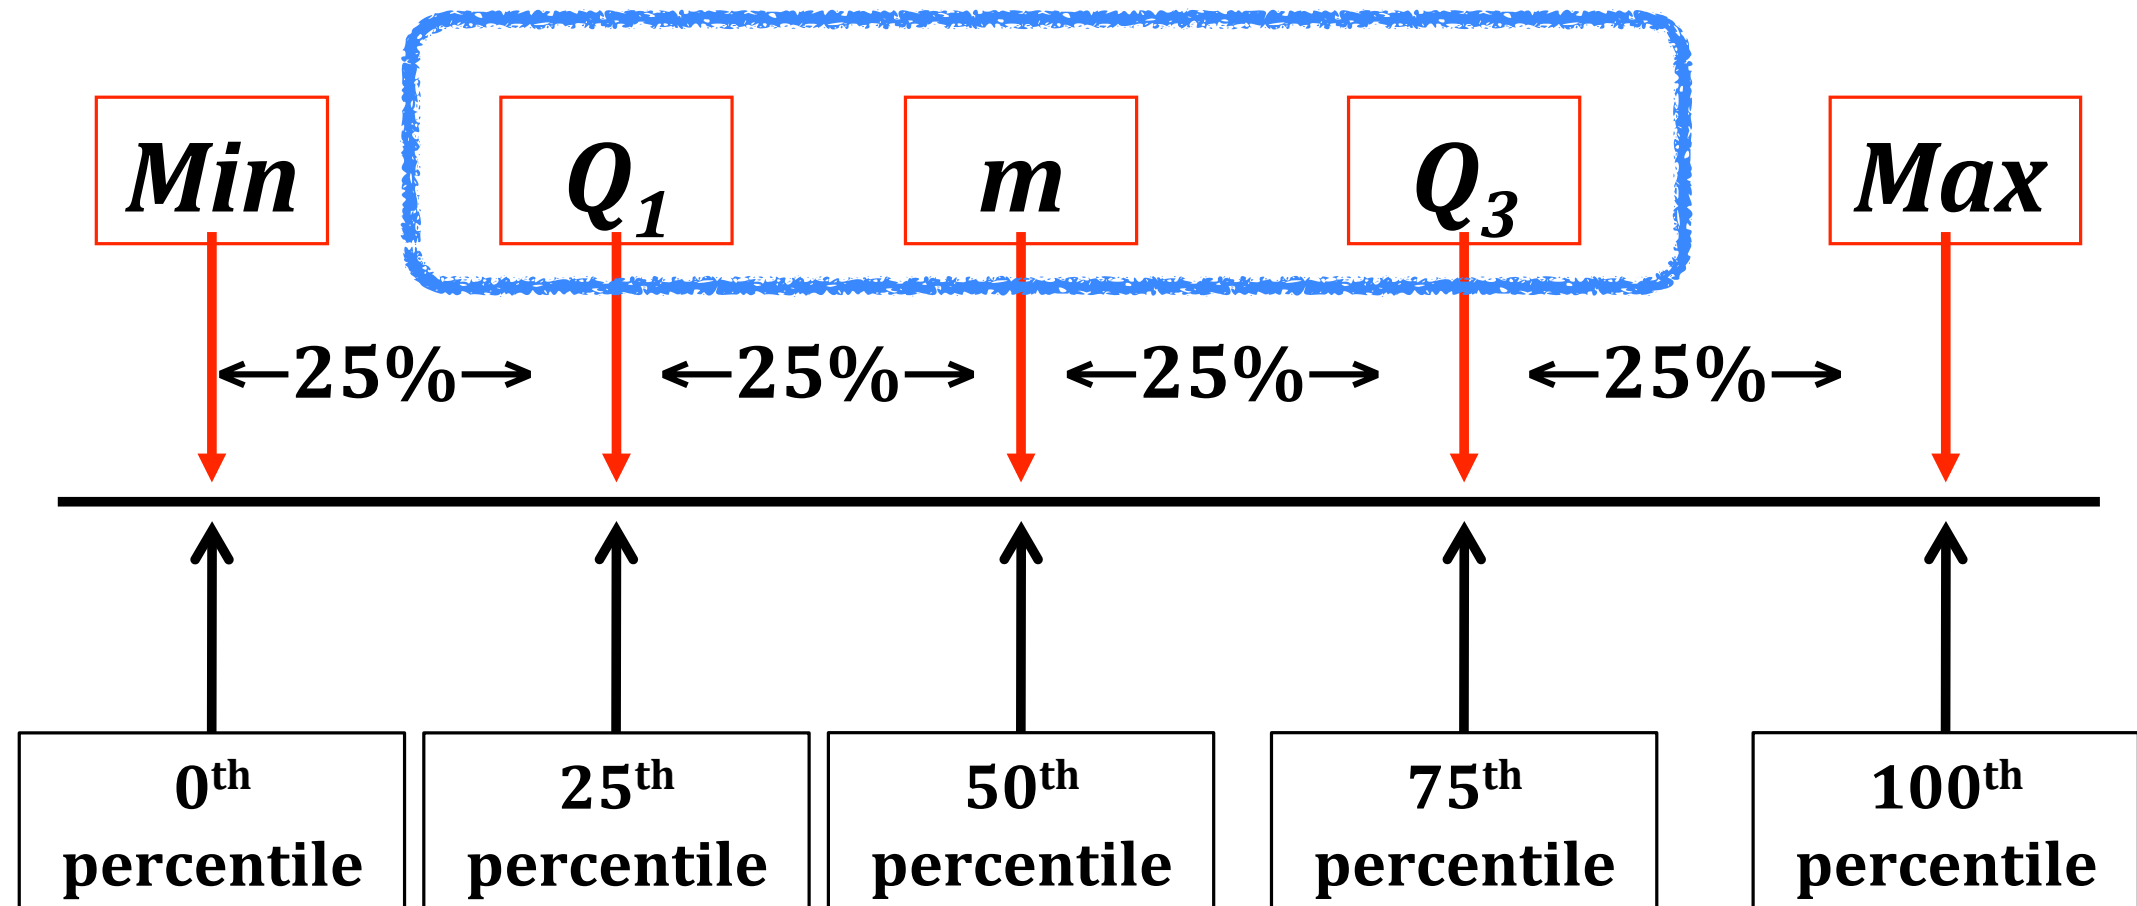 Min Q1 m Q3 Max
25% 25% 25% 25%
0th 25th 50th 75th 100th
percentile percentile percentile percentile percentile